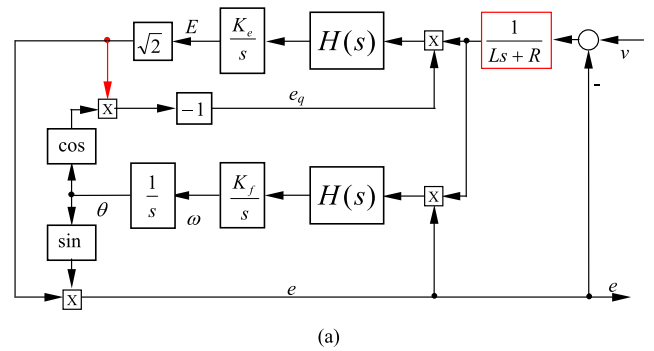 √2 E K_e/s H(s) X 1/(Ls + R) v
-
X −1 e_q
cos
θ 1/s ω K_f/s H(s) X
sin
X e e
(a)